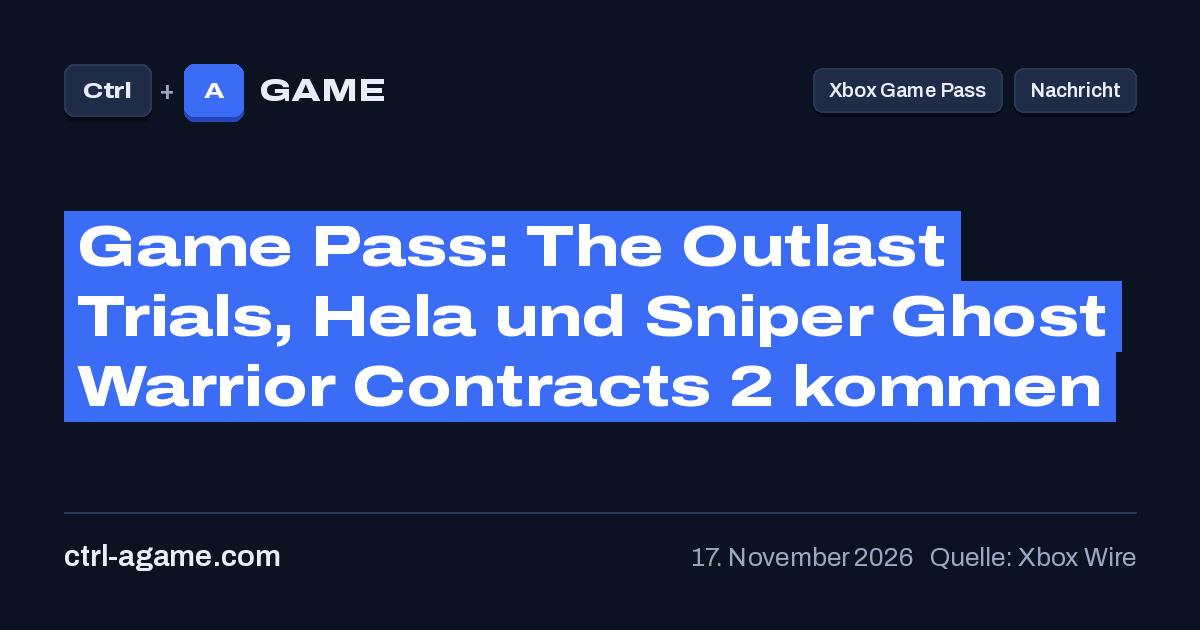 Ctrl + A GAME
Xbox Game Pass
Nachricht
Game Pass: The Outlast
Trials, Hela und Sniper Ghost
Warrior Contracts 2 kommen
ctrl-agame.com
17. November 2026 Quelle: Xbox Wire